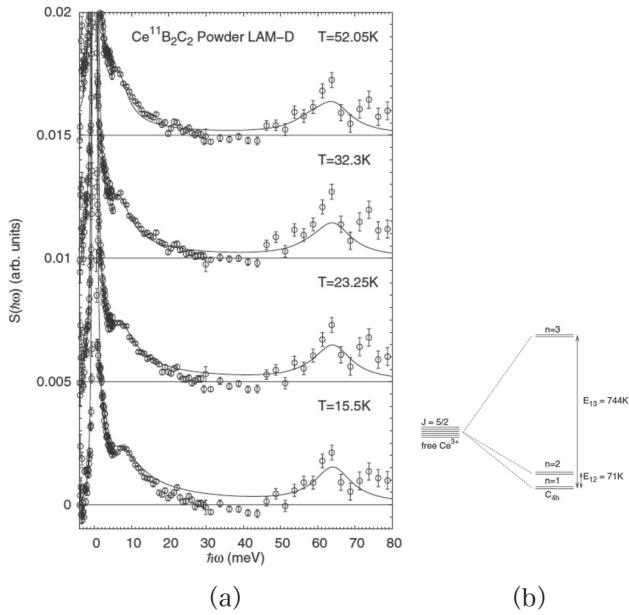 0.02
Ce¹¹B₂C₂ Powder LAM-D
T=52.05K
0.015
T=32.3K
0.01
T=23.25K
0.005
T=15.5K
0
S(ℏω) (arb. units)
0 10 20 30 40 50 60 70 80
ℏω (meV)
(a)
n=3
E₁₃ = 744K
J = 5/2
free Ce³⁺
n=2
n=1
E₁₂ = 71K
C₄ₕ
(b)